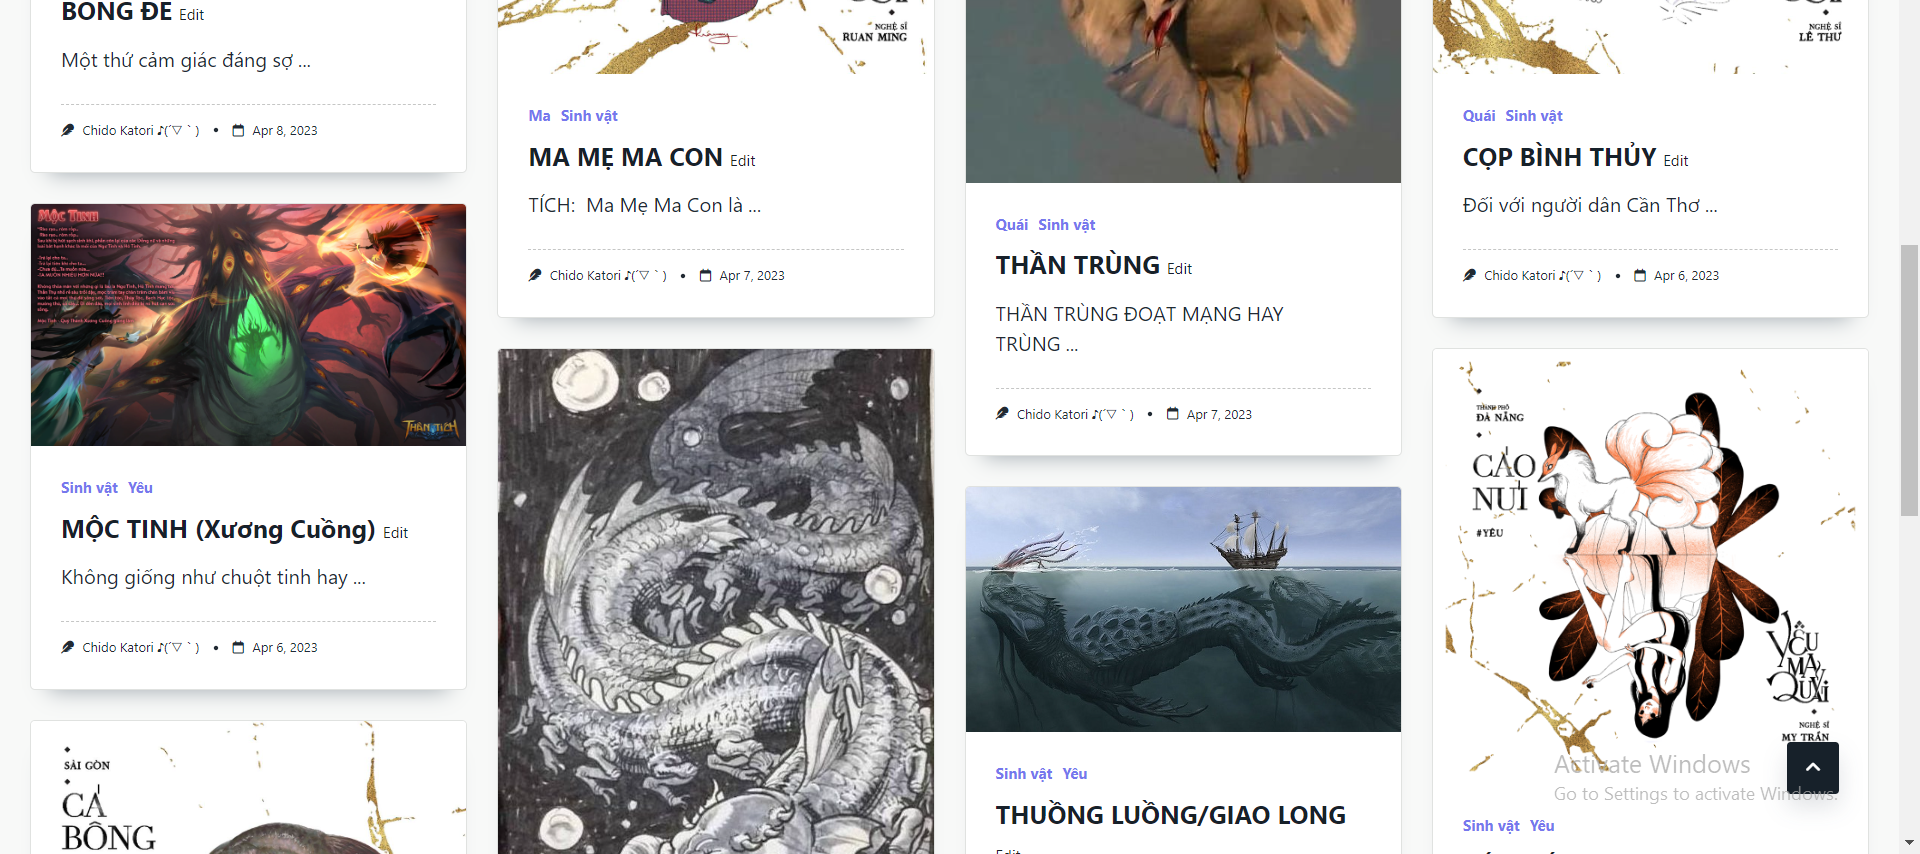 BÓNG ĐÈ Edit
Một thứ cảm giác đáng sợ ...
Chido Katori ♪(´▽｀) • Apr 8, 2023
MỘC TINH
THẦN TÍCH
Sinh vật Yêu
MỘC TINH (Xương Cuồng) Edit
Không giống như chuột tinh hay ...
Chido Katori ♪(´▽｀) • Apr 6, 2023
SÀI GÒN
CÁ
BÔNG
NGHỆ SĨ
RUAN MING
Ma Sinh vật
MA MẸ MA CON Edit
TÍCH: Ma Mẹ Ma Con là ...
Chido Katori ♪(´▽｀) • Apr 7, 2023
Quái Sinh vật
THẦN TRÙNG Edit
THẦN TRÙNG ĐOẠT MẠNG HAY
TRÙNG ...
Chido Katori ♪(´▽｀) • Apr 7, 2023
Sinh vật Yêu
THUỒNG LUỒNG/GIAO LONG
Edit
NGHỆ SĨ
LÊ THƯ
Quái Sinh vật
CỌP BÌNH THỦY Edit
Đối với người dân Cần Thơ ...
Chido Katori ♪(´▽｀) • Apr 6, 2023
THÀNH PHỐ
ĐÀ NẴNG
CÁO
NÚI
#YÊU
YÊU
MA
QUÁI
NGHỆ SĨ
MY TRẦN
Activate Windows
Go to Settings to activate Windows.
Sinh vật Yêu